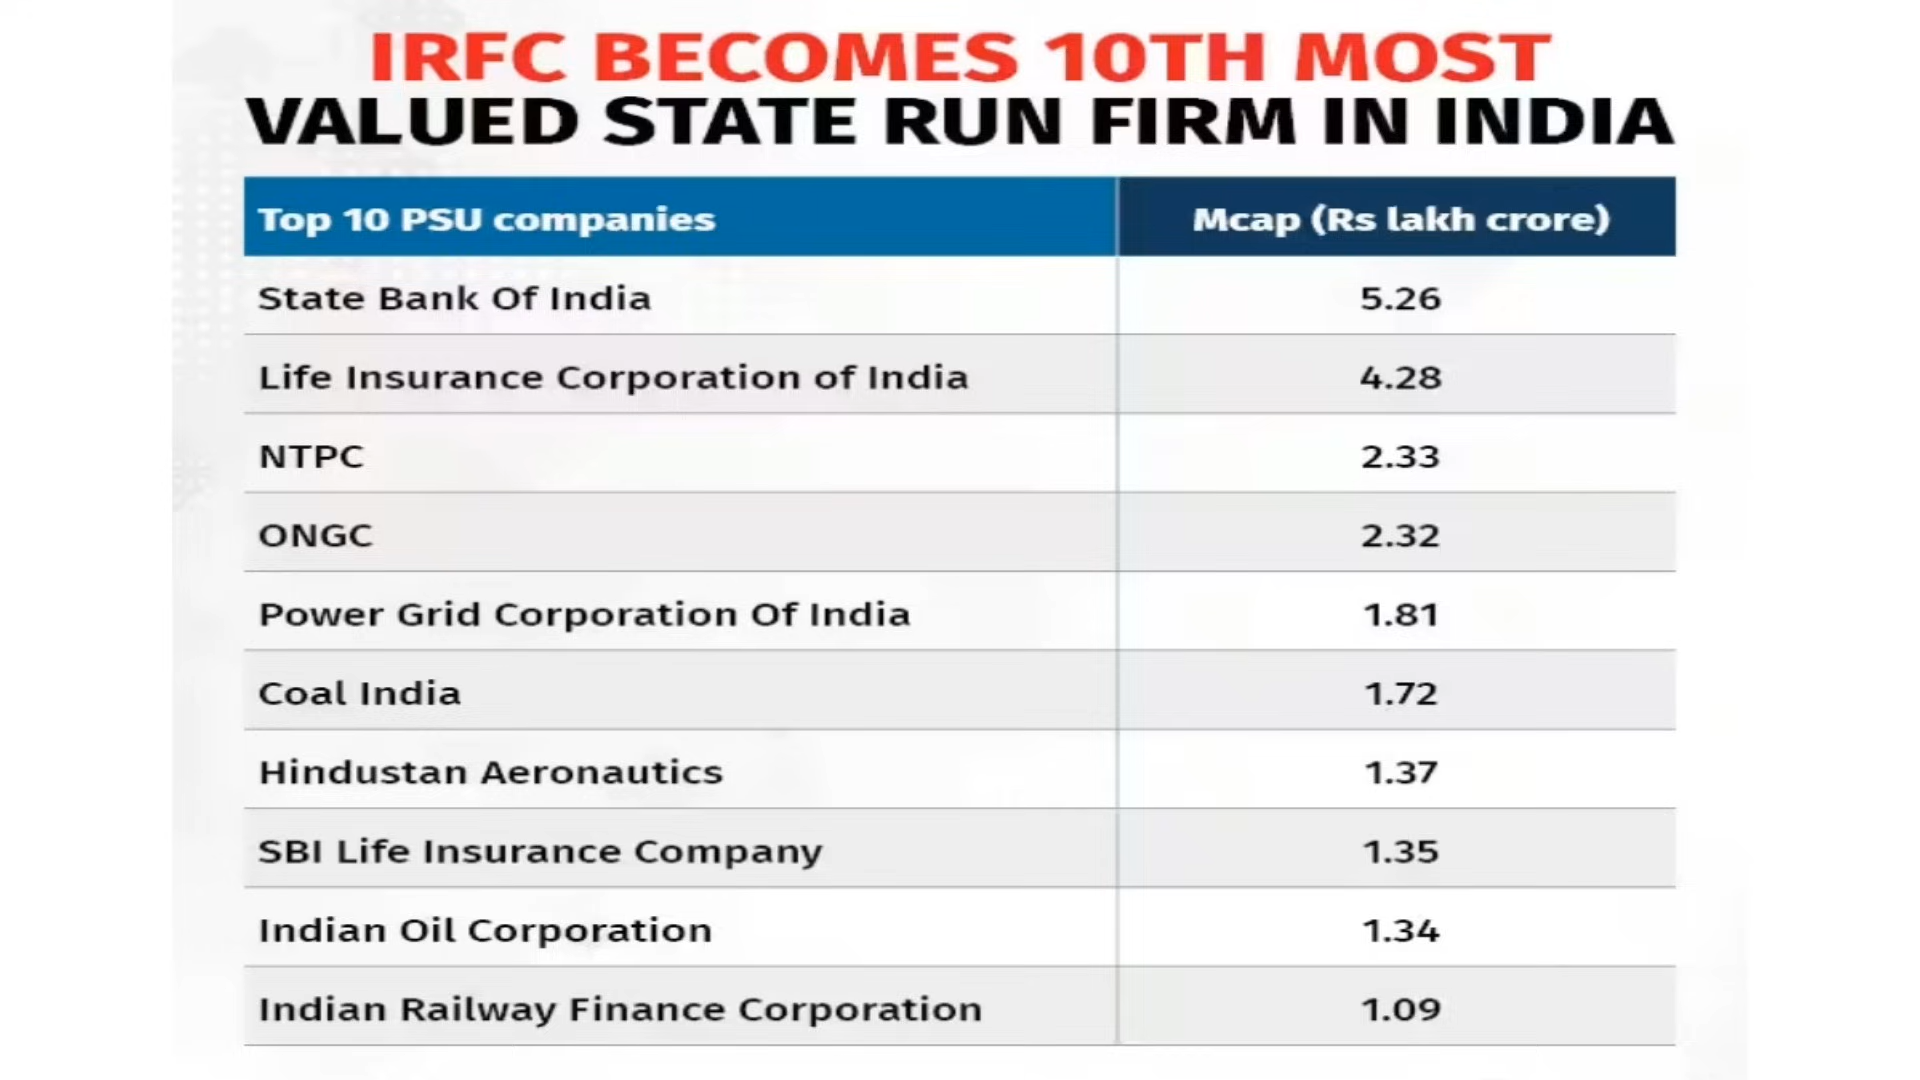 IRFC BECOMES 10TH MOST
VALUED STATE RUN FIRM IN INDIA
Top 10 PSU companies Mcap (Rs lakh crore)
State Bank Of India 5.26
Life Insurance Corporation of India 4.28
NTPC 2.33
ONGC 2.32
Power Grid Corporation Of India 1.81
Coal India 1.72
Hindustan Aeronautics 1.37
SBI Life Insurance Company 1.35
Indian Oil Corporation 1.34
Indian Railway Finance Corporation 1.09